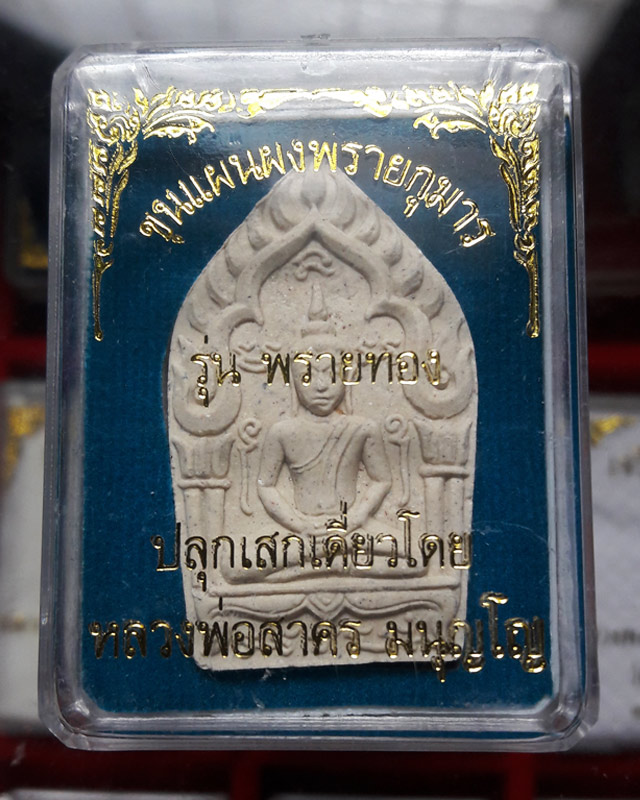 ขุนแผนผงพรายกุมาร
รุ่น พรายทอง
ปลุกเสกเดี่ยวโดย
หลวงพ่อสาคร มนุญโญ